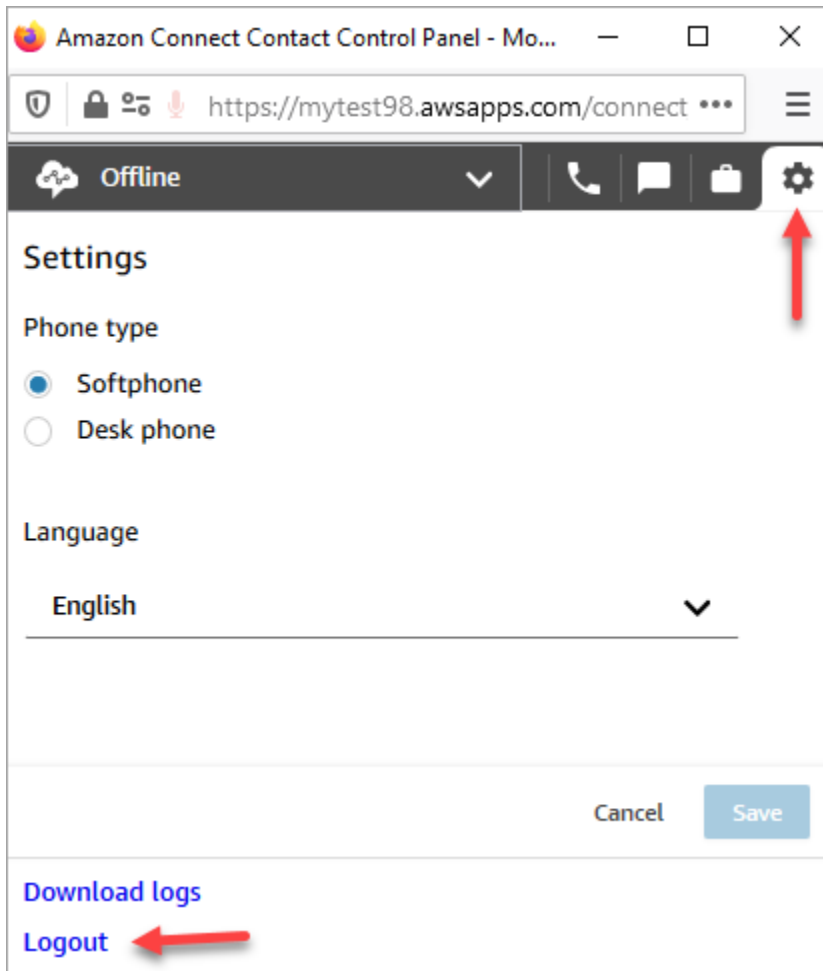 Amazon Connect Contact Control Panel - Mo...
https://mytest98.awsapps.com/connect
Offline
Settings
Phone type
Softphone
Desk phone
Language
English
Cancel Save
Download logs
Logout